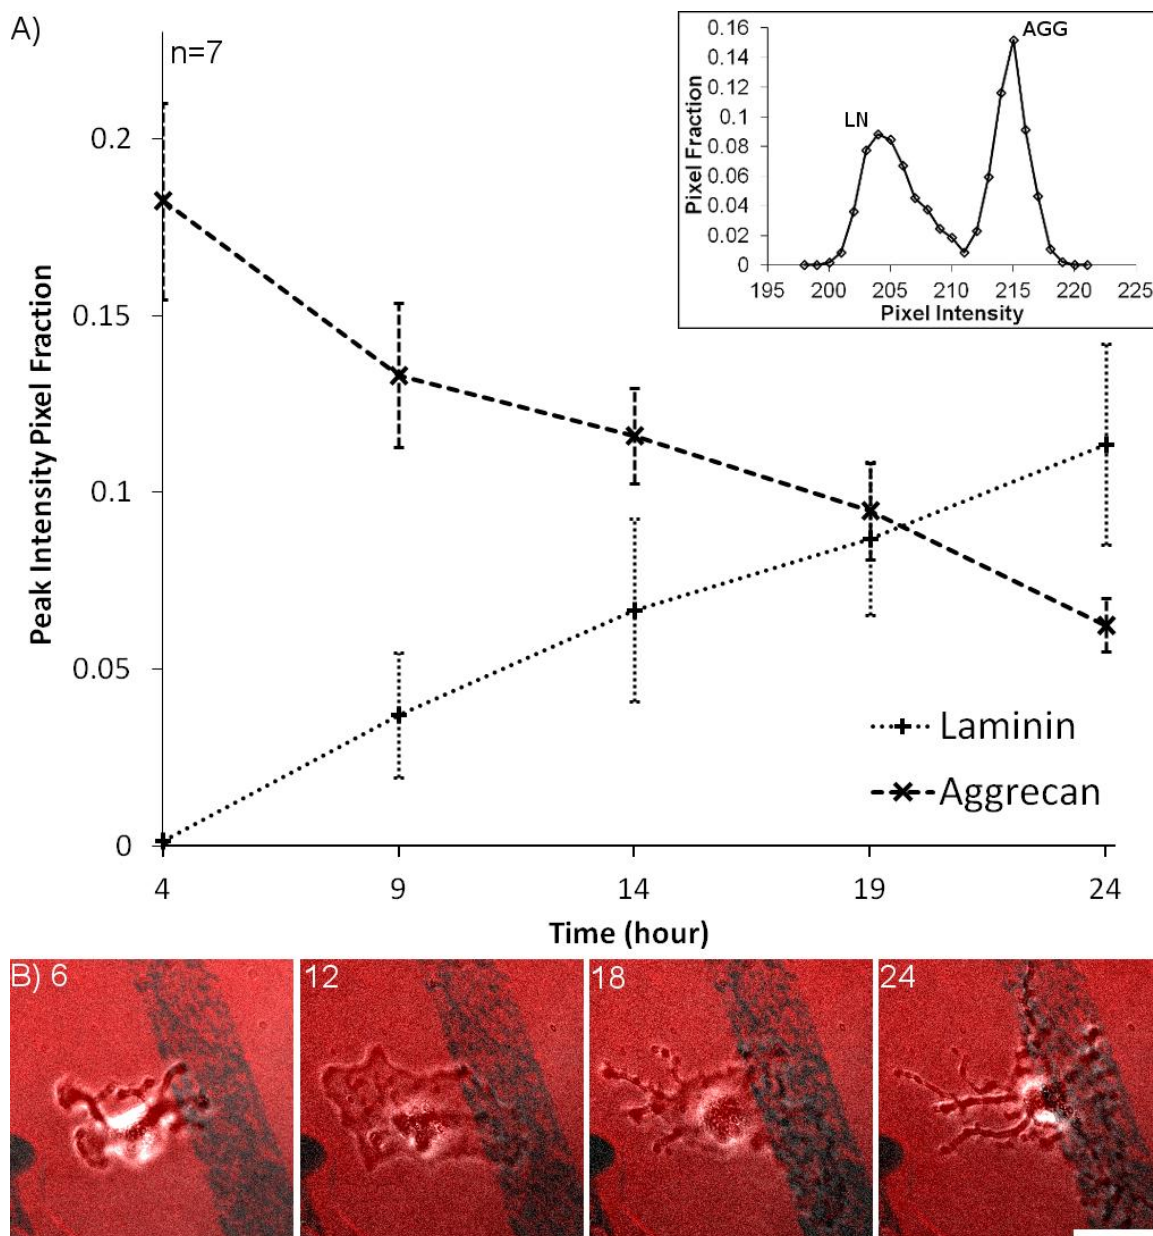 A)
n=7
Peak Intensity Pixel Fraction
0.2
0.15
0.1
0.05
0
4 9 14 19 24
Time (hour)
Laminin
Aggrecan
Pixel Fraction
0.16
0.14
0.12
0.1
0.08
0.06
0.04
0.02
0
LN
AGG
195 200 205 210 215 220 225
Pixel Intensity
B) 6 12 18 24